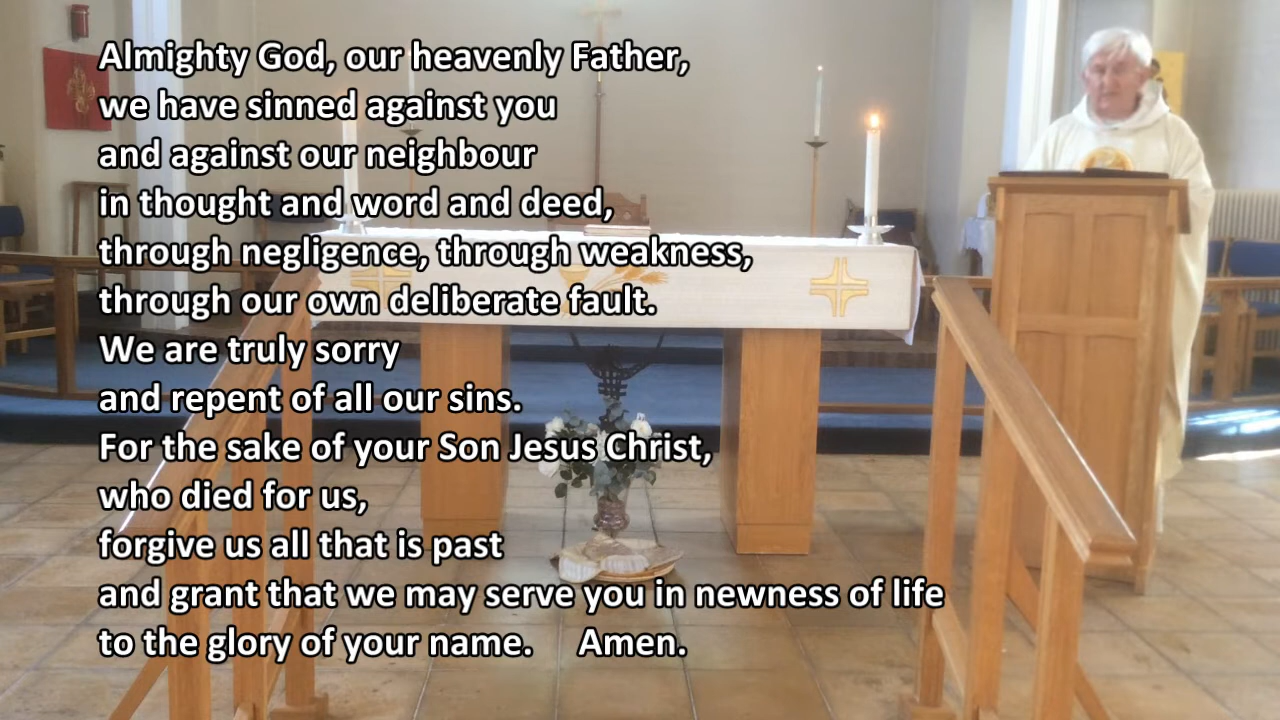 Almighty God, our heavenly Father,
we have sinned against you
and against our neighbour
in thought and word and deed,
through negligence, through weakness,
through our own deliberate fault.
We are truly sorry
and repent of all our sins.
For the sake of your Son Jesus Christ,
who died for us,
forgive us all that is past
and grant that we may serve you in newness of life
to the glory of your name. Amen.